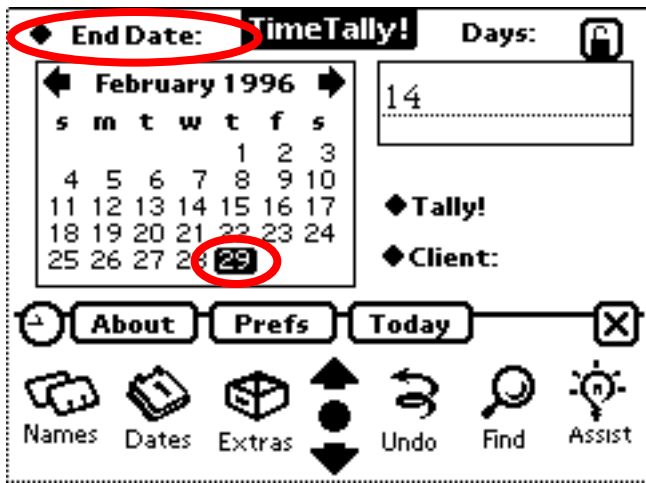 End Date: TimeTally! Days:
February 1996
14
s m t w t f s
1 2 3
4 5 6 7 8 9 10
11 12 13 14 15 16 17
18 19 20 21 22 23 24
25 26 27 28 29
Tally!
Client:
About Prefs Today
Names Dates Extras Undo Find Assist